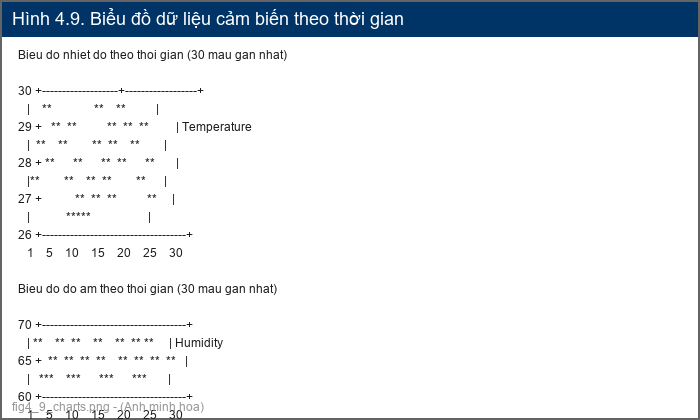 Hình 4.9. Biểu đồ dữ liệu cảm biến theo thời gian
Bieu do nhiet do theo thoi gian (30 mau gan nhat)
30 +-------------------+------------------+
|   **             **   **         |
29 +   **  **         **  **  **        | Temperature
|  **    **        **  **    **        |
28 + **      **      **  **      **       |
|**        **    **  **        **      |
27 +          **  **  **          **     |
|           *****                   |
26 +------------------------------------+
1    5    10    15    20    25    30
Bieu do do am theo thoi gian (30 mau gan nhat)
70 +------------------------------------+
| **    **  **    **    **  ** **     | Humidity
65 +  **  **  **  **    **  **  **  **   |
|   ***    ***      ***      ***       |
60 +------------------------------------+
1    5    10    15    20    25    30
fig4_9_charts.png - (Anh minh hoa)